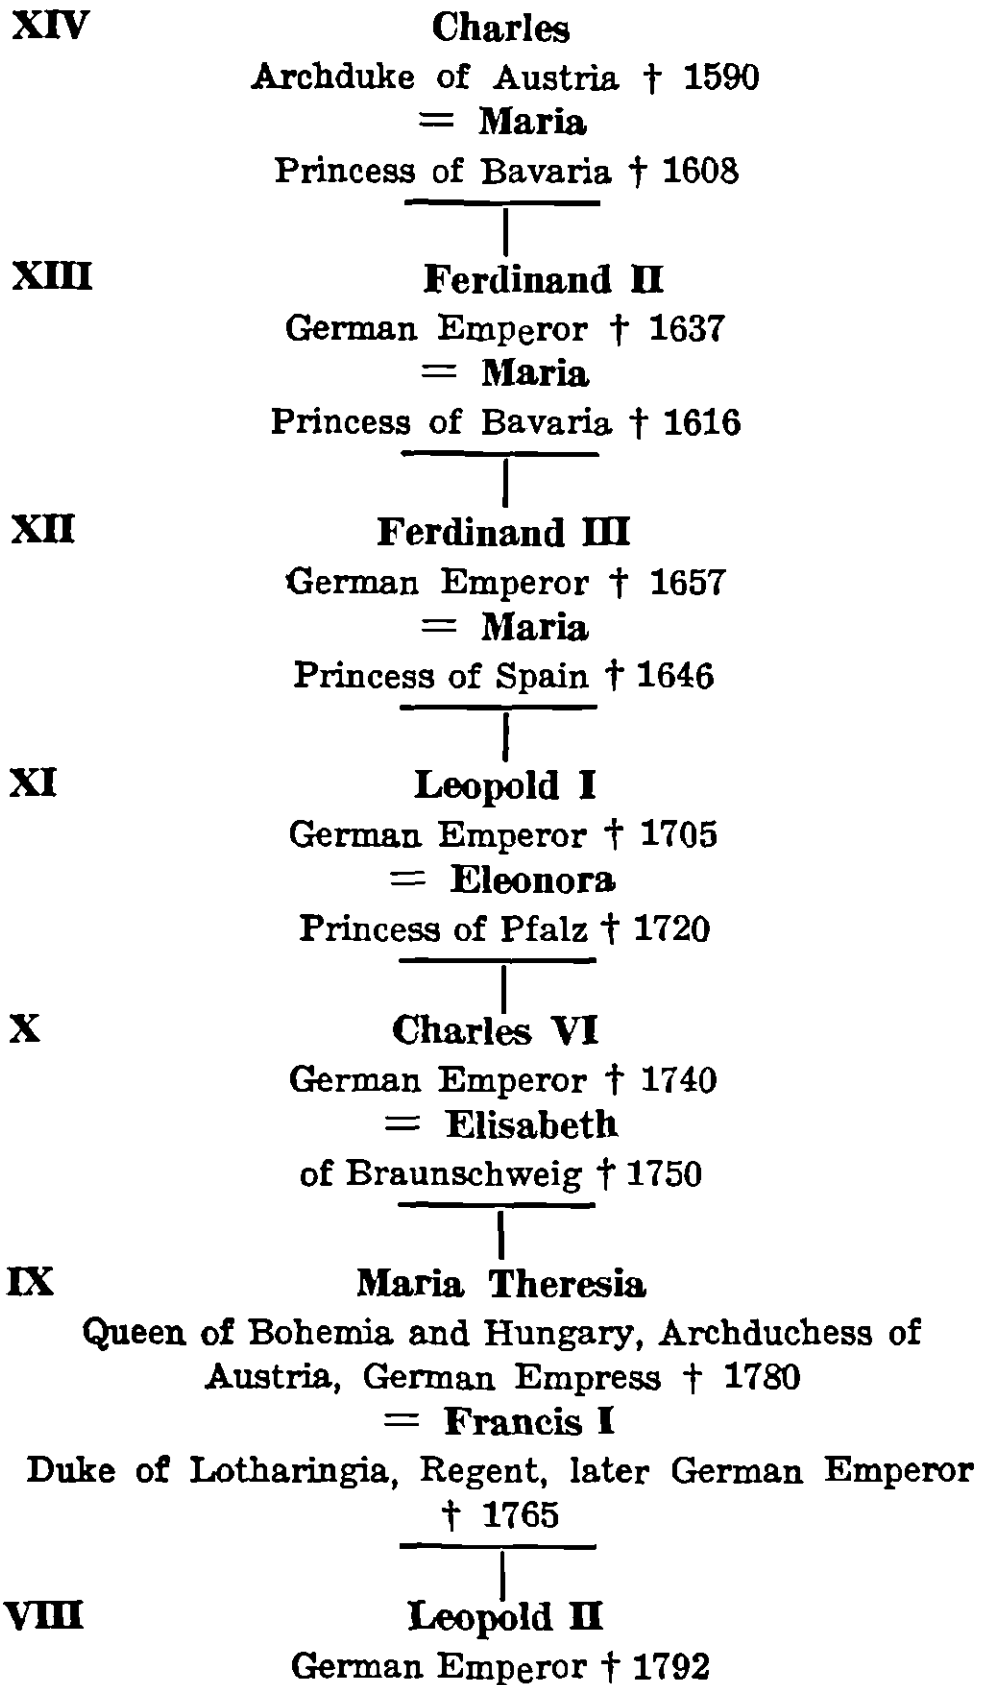 XIV Charles
Archduke of Austria † 1590
= Maria
Princess of Bavaria † 1608
XIII Ferdinand II
German Emperor † 1637
= Maria
Princess of Bavaria † 1616
XII Ferdinand III
German Emperor † 1657
= Maria
Princess of Spain † 1646
XI Leopold I
German Emperor † 1705
= Eleonora
Princess of Pfalz † 1720
X Charles VI
German Emperor † 1740
= Elisabeth
of Braunschweig † 1750
IX Maria Theresia
Queen of Bohemia and Hungary, Archduchess of
Austria, German Empress † 1780
= Francis I
Duke of Lotharingia, Regent, later German Emperor
† 1765
VIII Leopold II
German Emperor † 1792